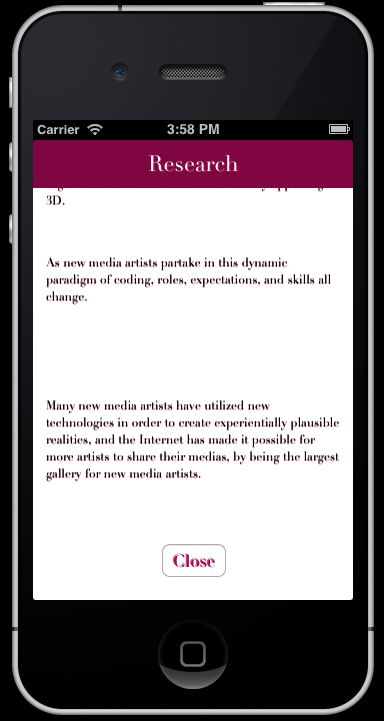 Carrier 3:58 PM
Research
3D.
As new media artists partake in this dynamic
paradigm of coding, roles, expectations, and skills all
change.
Many new media artists have utilized new
technologies in order to create experientially plausible
realities, and the Internet has made it possible for
more artists to share their medias, by being the largest
gallery for new media artists.
Close